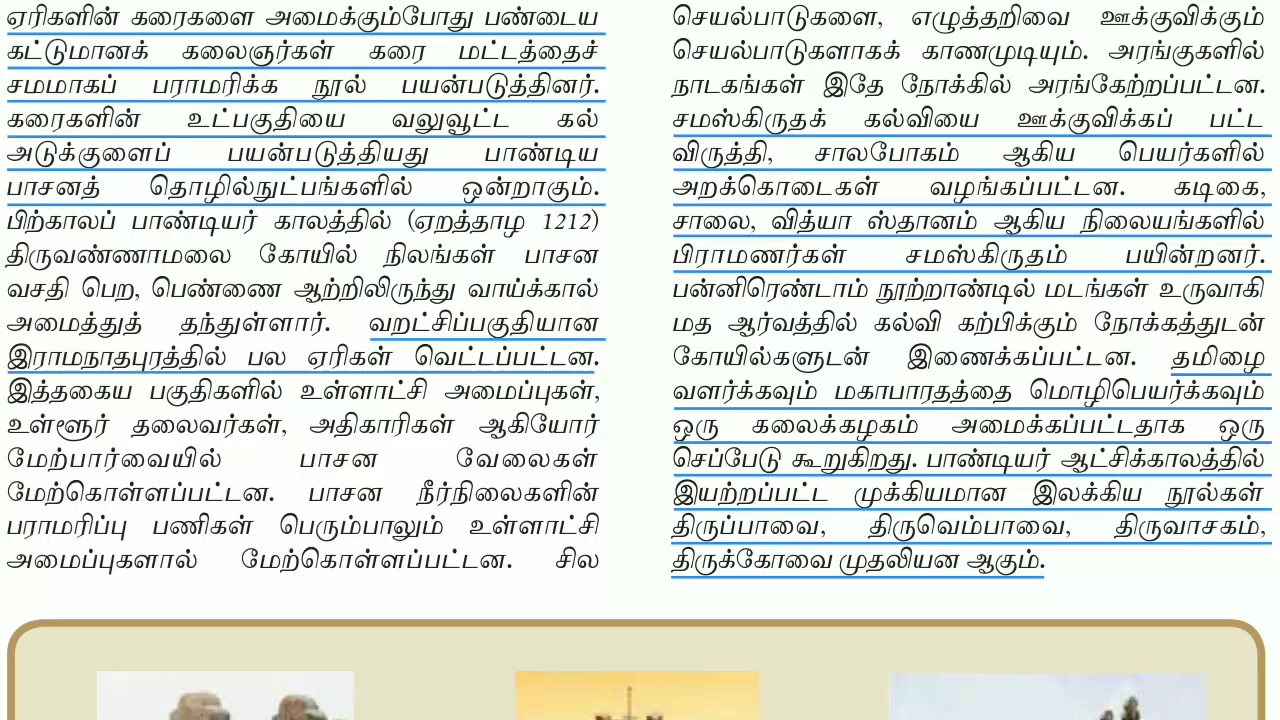 ஏரிகளின் கரைகளை அமைக்கும்போது பண்டைய
கட்டுமானக் கலைஞர்கள் கரை மட்டத்தைச்
சமமாகப் பராமரிக்க நூல் பயன்படுத்தினர்.
கரைகளின் உட்பகுதியை வலுவூட்ட கல்
அடுக்குளைப் பயன்படுத்தியது பாண்டிய
பாசனத் தொழில்நுட்பங்களில் ஒன்றாகும்.
பிற்காலப் பாண்டியர் காலத்தில் (ஏறத்தாழ 1212)
திருவண்ணாமலை கோயில் நிலங்கள் பாசன
வசதி பெற, பெண்ணை ஆற்றிலிருந்து வாய்க்கால்
அமைத்துத் தந்துள்ளார். வறட்சிப்பகுதியான
இராமநாதபுரத்தில் பல ஏரிகள் வெட்டப்பட்டன.
இத்தகைய பகுதிகளில் உள்ளாட்சி அமைப்புகள்,
உள்ளூர் தலைவர்கள், அதிகாரிகள் ஆகியோர்
மேற்பார்வையில் பாசன வேலைகள்
மேற்கொள்ளப்பட்டன. பாசன நீர்நிலைகளின்
பராமரிப்பு பணிகள் பெரும்பாலும் உள்ளாட்சி
அமைப்புகளால் மேற்கொள்ளப்பட்டன. சில
செயல்பாடுகளை, எழுத்தறிவை ஊக்குவிக்கும்
செயல்பாடுகளாகக் காணமுடியும். அரங்குகளில்
நாடகங்கள் இதே நோக்கில் அரங்கேற்றப்பட்டன.
சமஸ்கிருதக் கல்வியை ஊக்குவிக்கப் பட்ட
விருத்தி, சாலபோகம் ஆகிய பெயர்களில்
அறக்கொடைகள் வழங்கப்பட்டன. கடிகை,
சாலை, வித்யா ஸ்தானம் ஆகிய நிலையங்களில்
பிராமணர்கள் சமஸ்கிருதம் பயின்றனர்.
பன்னிரெண்டாம் நூற்றாண்டில் மடங்கள் உருவாகி
மத ஆர்வத்தில் கல்வி கற்பிக்கும் நோக்கத்துடன்
கோயில்களுடன் இணைக்கப்பட்டன. தமிழை
வளர்க்கவும் மகாபாரதத்தை மொழிபெயர்க்கவும்
ஒரு கலைக்கழகம் அமைக்கப்பட்டதாக ஒரு
செப்பேடு கூறுகிறது. பாண்டியர் ஆட்சிக்காலத்தில்
இயற்றப்பட்ட முக்கியமான இலக்கிய நூல்கள்
திருப்பாவை, திருவெம்பாவை, திருவாசகம்,
திருக்கோவை முதலியன ஆகும்.